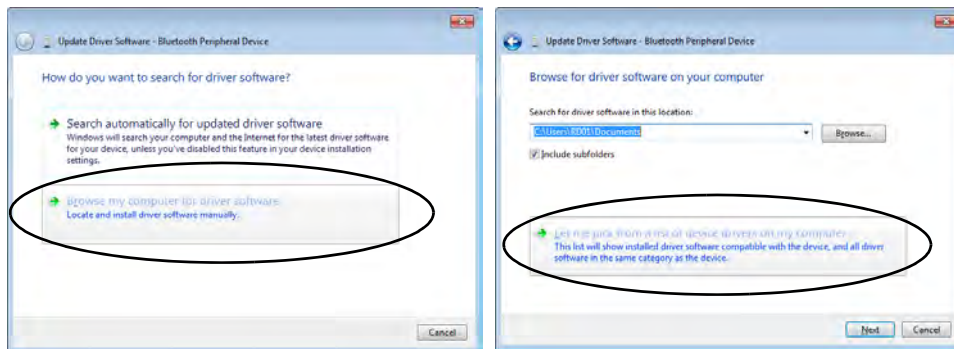 Update Driver Software - Bluetooth Peripheral Device
How do you want to search for driver software?
Search automatically for updated driver software
Windows will search your computer and the Internet for the latest driver software
for your device, unless you've disabled this feature in your device installation
settings.
Browse my computer for driver software
Locate and install driver software manually.
Cancel
Update Driver Software - Bluetooth Peripheral Device
Browse for driver software on your computer
Search for driver software in this location:
C:\Users\R001\Documents
Browse...
Include subfolders
Let me pick from a list of device drivers on my computer
This list will show installed driver software compatible with the device, and all driver
software in the same category as the device.
Next Cancel